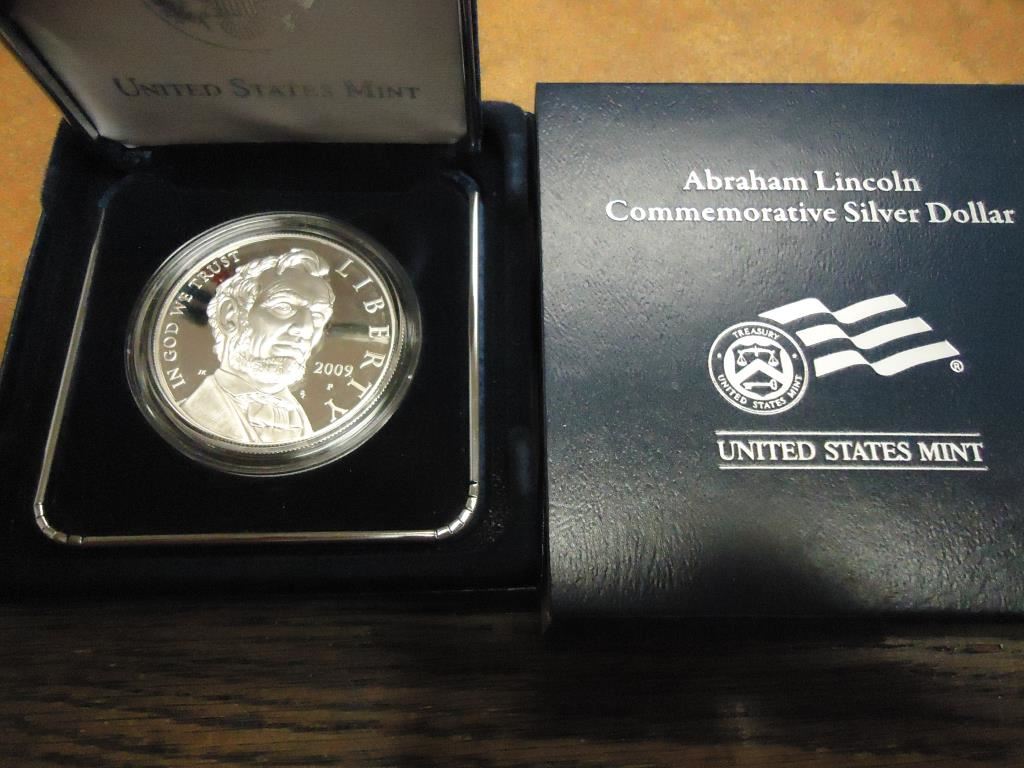 UNITED STATES MINT
IN GOD WE TRUST
LIBERTY
2009
P
JK
Abraham Lincoln
Commemorative Silver Dollar
TREASURY
UNITED STATES MINT
®
UNITED STATES MINT